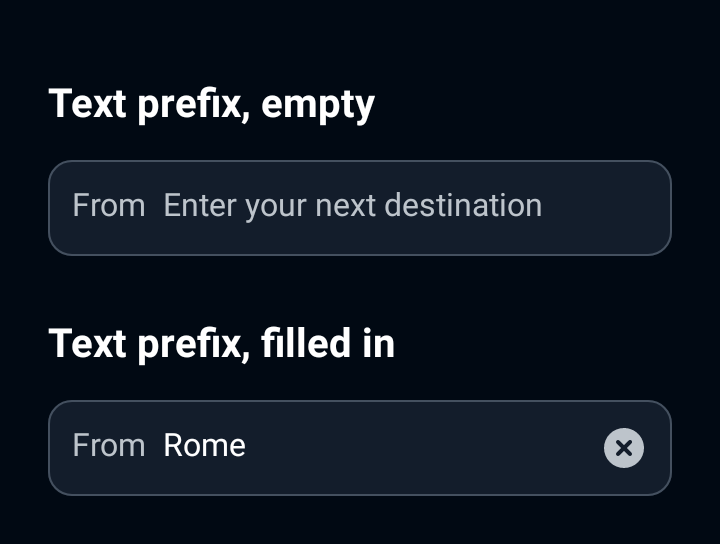 Text prefix, empty
From Enter your next destination
Text prefix, filled in
From Rome